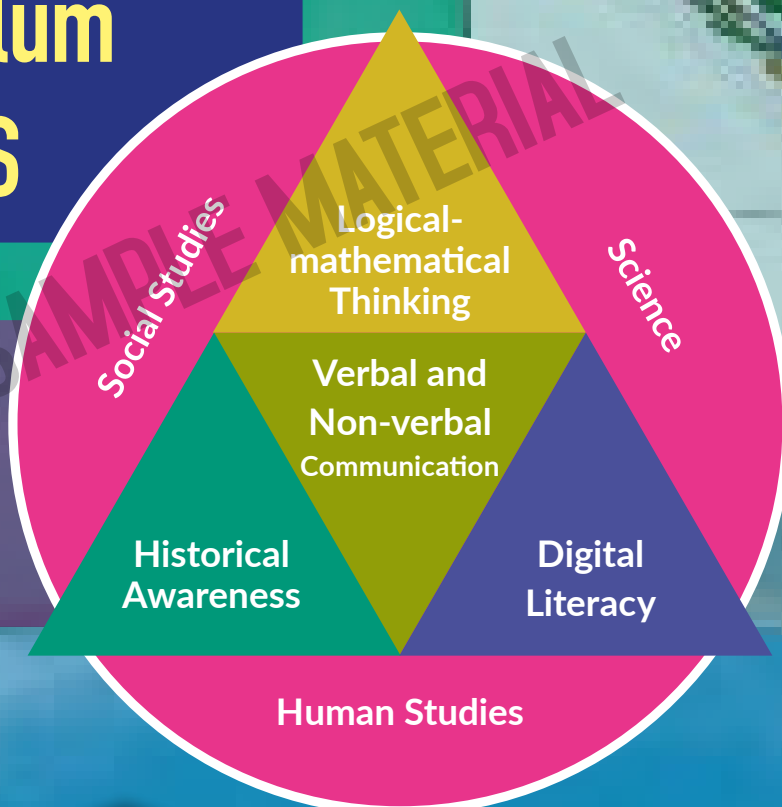 lum
s
SAMPLE MATERIAL
Social Studies
Science
Logical-
mathematical
Thinking
Verbal and
Non-verbal
Communication
Historical
Awareness
Digital
Literacy
Human Studies